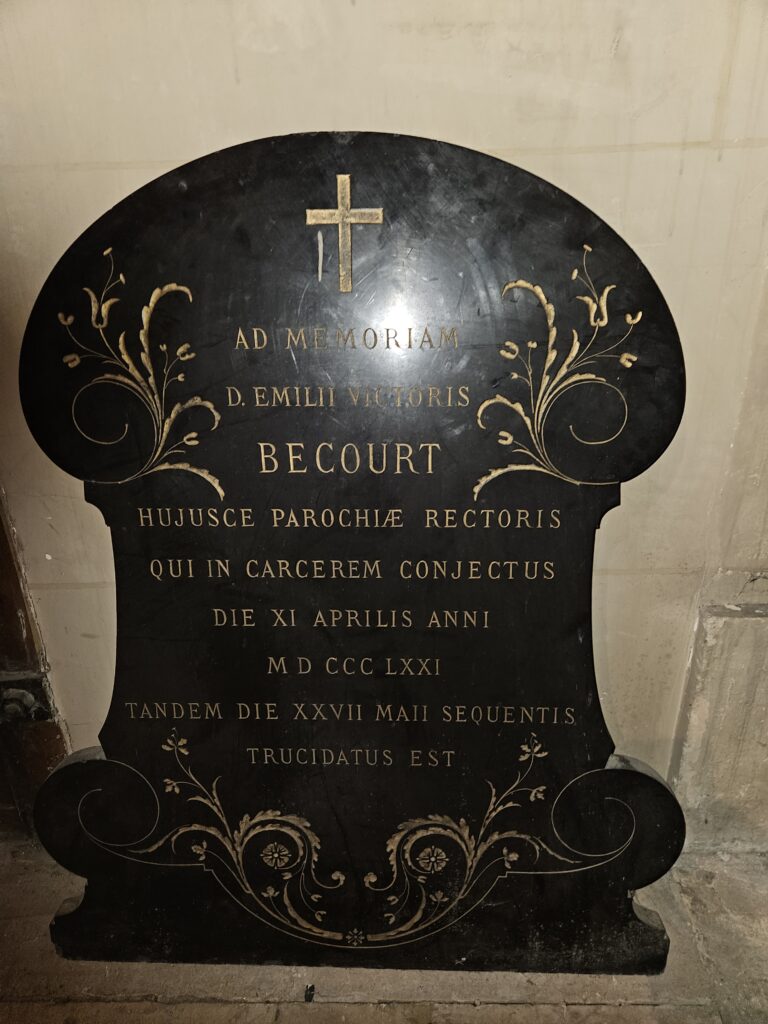 AD MEMORIAM
D. EMILII VICTORIS
BECOURT
HUJUSCE PAROCHIÆ RECTORIS
QUI IN CARCEREM CONJECTUS
DIE XI APRILIS ANNI
M D CCC LXXI
TANDEM DIE XXVII MAII SEQUENTIS
TRUCIDATUS EST